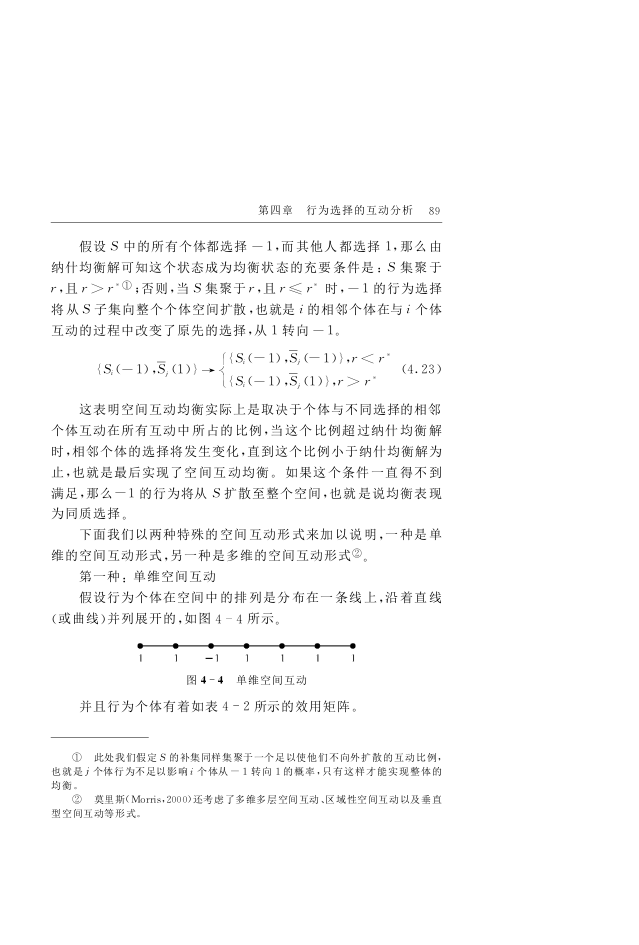 第四章 行为选择的互动分析 89
假设 S 中的所有个体都选择 －1,而其他人都选择 1,那么由
纳什均衡解可知这个状态成为均衡状态的充要条件是：S 集聚于
r,且 r＞r*①;否则,当 S 集聚于 r,且 r≤r* 时,－1 的行为选择
将从 S 子集向整个个体空间扩散,也就是 i 的相邻个体在与 i 个体
互动的过程中改变了原先的选择,从 1 转向 －1。
{S_i(－1),S̄_j(1)}→{ {S_i(－1),S̄_j(－1)},r＜r*
{S_i(－1),S̄_j(1)},r＞r* (4.23)
这表明空间互动均衡实际上是取决于个体与不同选择的相邻
个体互动在所有互动中所占的比例,当这个比例超过纳什均衡解
时,相邻个体的选择将发生变化,直到这个比例小于纳什均衡解为
止,也就是最后实现了空间互动均衡。如果这个条件一直得不到
满足,那么－1 的行为将从 S 扩散至整个空间,也就是说均衡表现
为同质选择。
下面我们以两种特殊的空间互动形式来加以说明,一种是单
维的空间互动形式,另一种是多维的空间互动形式②。
第一种：单维空间互动
假设行为个体在空间中的排列是分布在一条线上,沿着直线
(或曲线)并列展开的,如图 4－4 所示。
1 1 －1 1 1 1 1
图 4－4 单维空间互动
并且行为个体有着如表 4－2 所示的效用矩阵。
① 此处我们假定 S 的补集同样集聚于一个足以使他们不向外扩散的互动比例,
也就是 j 个体行为不足以影响 i 个体从 －1 转向 1 的概率,只有这样才能实现整体的
均衡。
② 莫里斯(Morris,2000)还考虑了多维多层空间互动、区域性空间互动以及垂直
型空间互动等形式。